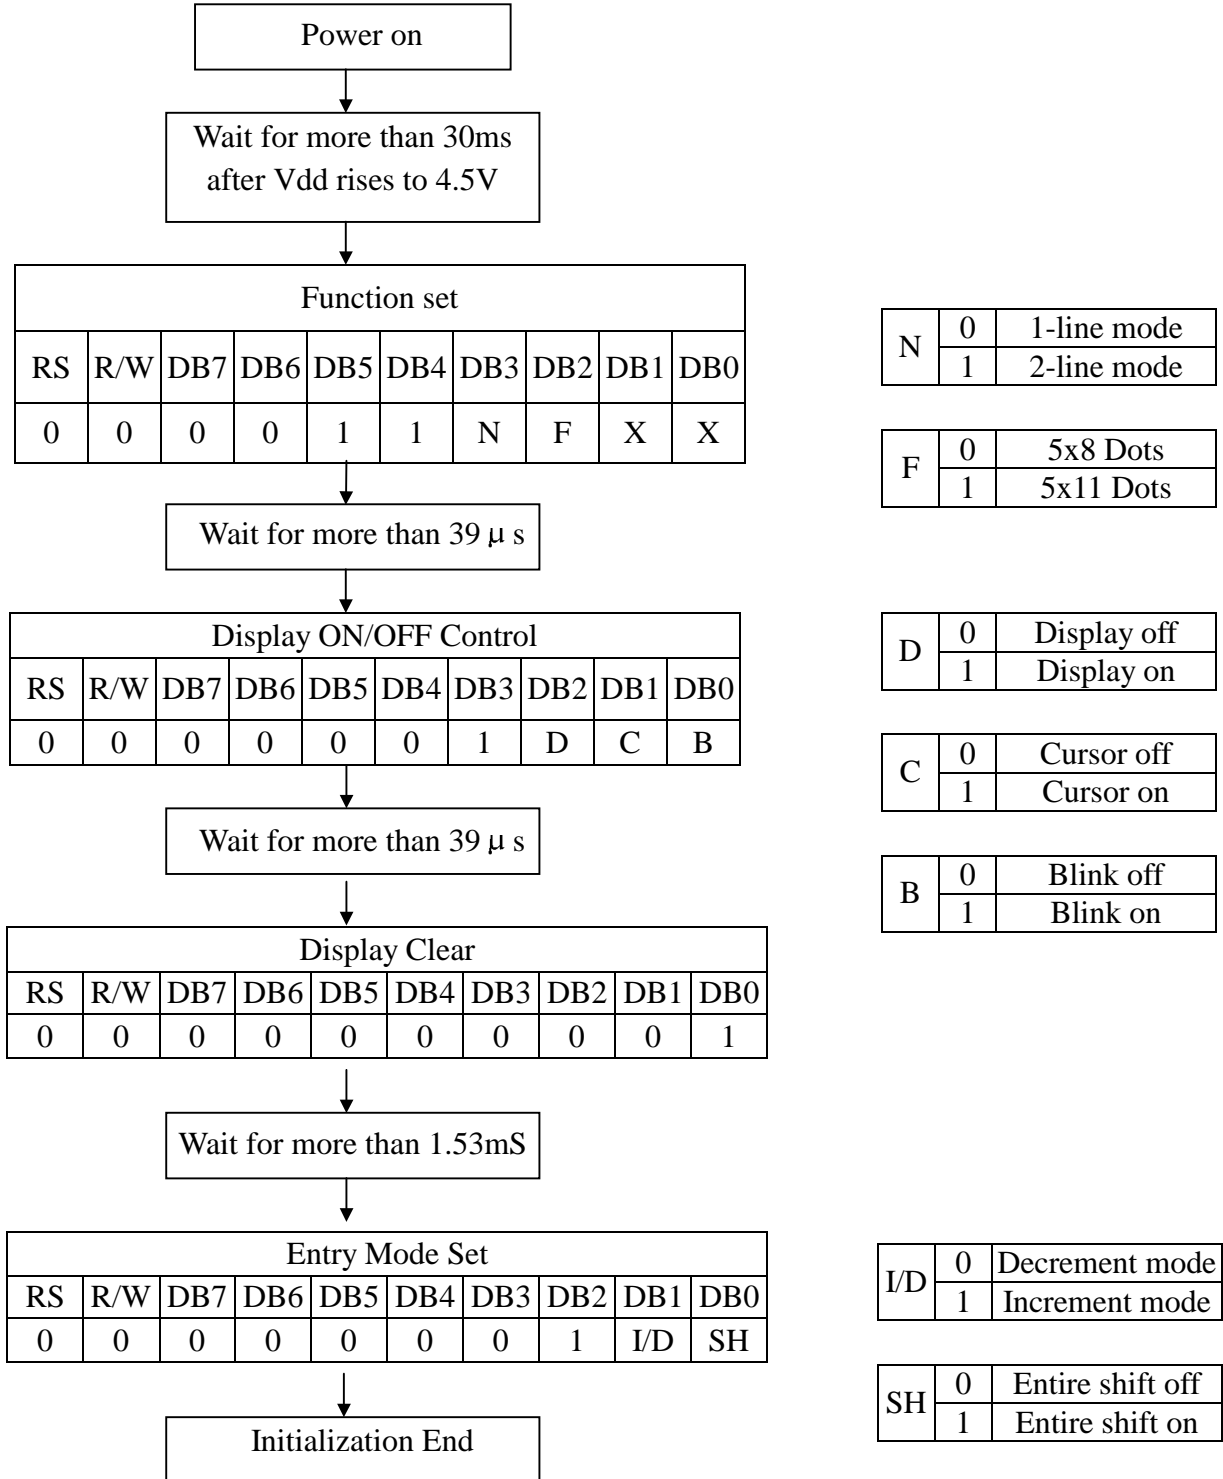 Power on
Wait for more than 30ms
after Vdd rises to 4.5V
Function set
RS R/W DB7 DB6 DB5 DB4 DB3 DB2 DB1 DB0
0 0 0 0 1 1 N F X X
N 0 1-line mode
1 2-line mode
F 0 5x8 Dots
1 5x11 Dots
Wait for more than 39 μ s
Display ON/OFF Control
RS R/W DB7 DB6 DB5 DB4 DB3 DB2 DB1 DB0
0 0 0 0 0 0 1 D C B
D 0 Display off
1 Display on
C 0 Cursor off
1 Cursor on
B 0 Blink off
1 Blink on
Wait for more than 39 μ s
Display Clear
RS R/W DB7 DB6 DB5 DB4 DB3 DB2 DB1 DB0
0 0 0 0 0 0 0 0 0 1
Wait for more than 1.53mS
Entry Mode Set
RS R/W DB7 DB6 DB5 DB4 DB3 DB2 DB1 DB0
0 0 0 0 0 0 0 1 I/D SH
I/D 0 Decrement mode
1 Increment mode
SH 0 Entire shift off
1 Entire shift on
Initialization End